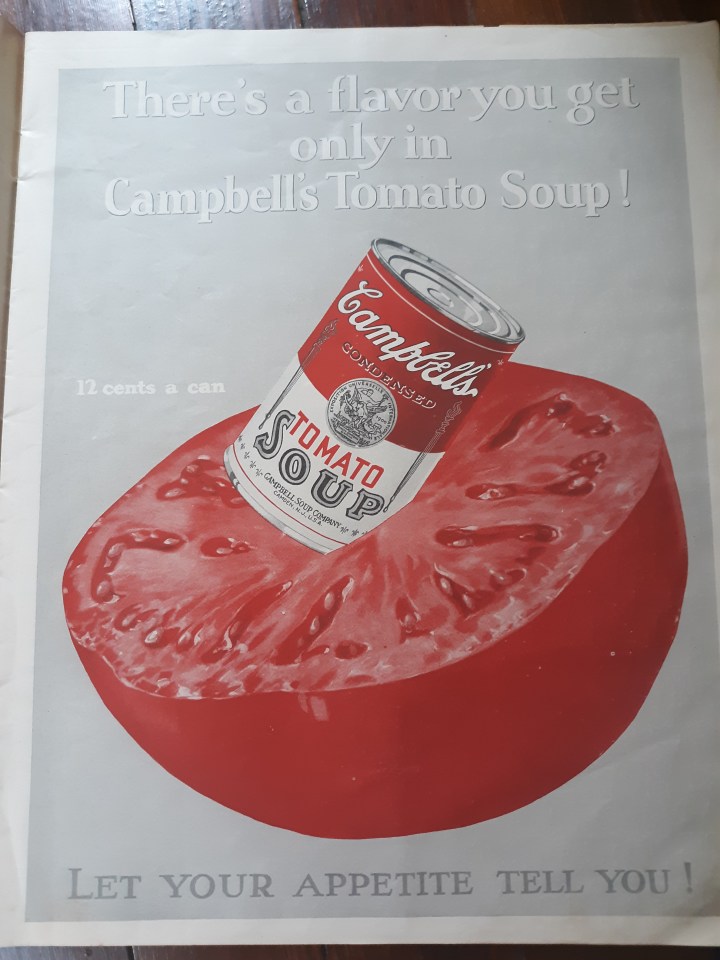 There's a flavor you get
only in
Campbell's Tomato Soup!
12 cents a can
Campbell's
CONDENSED
TOMATO
SOUP
CAMPBELL SOUP COMPANY
CAMDEN, N.J., U.S.A.
LET YOUR APPETITE TELL YOU!